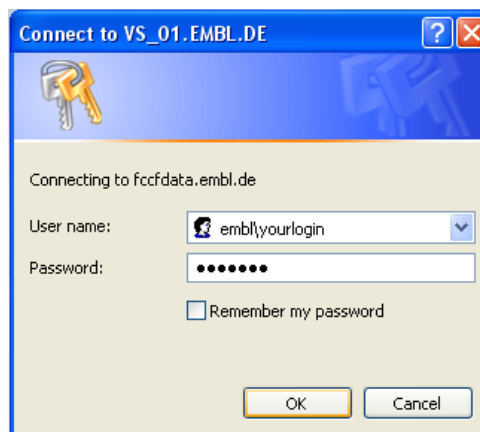 Connect to VS_01.EMBL.DE
Connecting to fccfdata.embl.de
User name: embl\yourlogin
Password: •••••••
Remember my password
OK Cancel